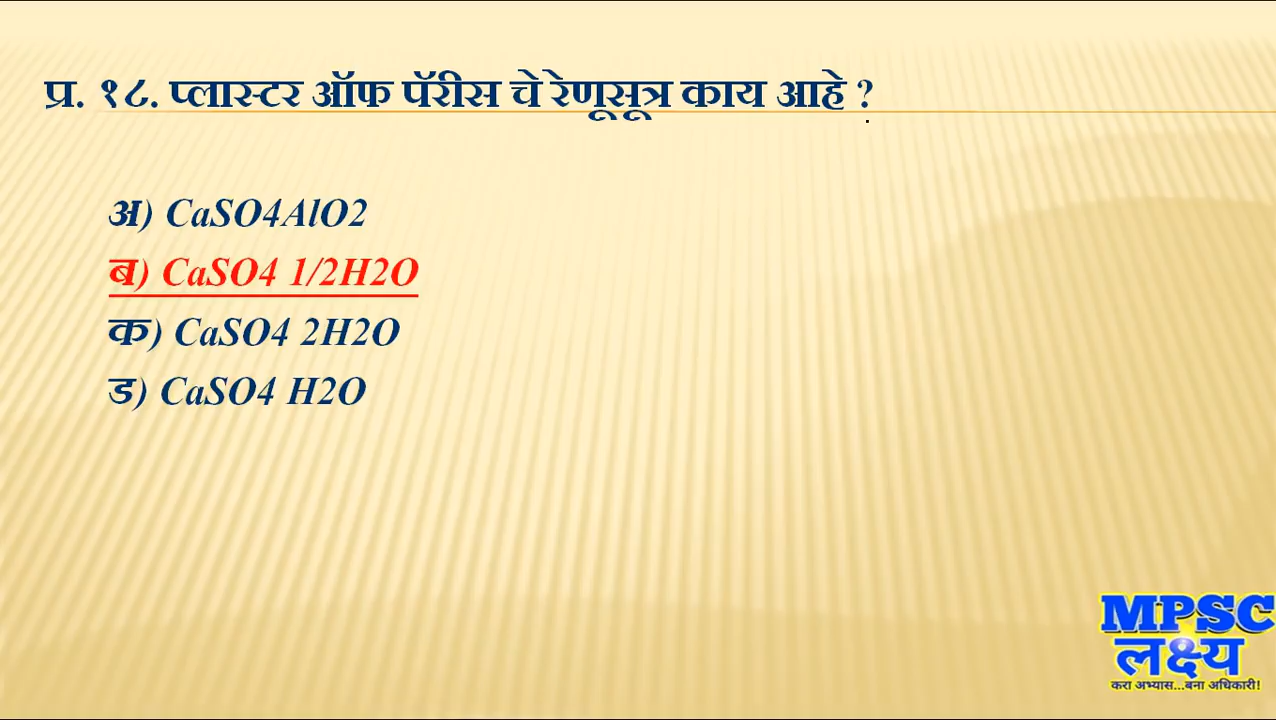 प्र. १८. प्लास्टर ऑफ पॅरीस चे रेणूसूत्र काय आहे ?
अ) CaSO4AlO2
ब) CaSO4 1/2H2O
क) CaSO4 2H2O
ड) CaSO4 H2O
MPSC
लक्ष्य
करा अभ्यास...बना अधिकारी!